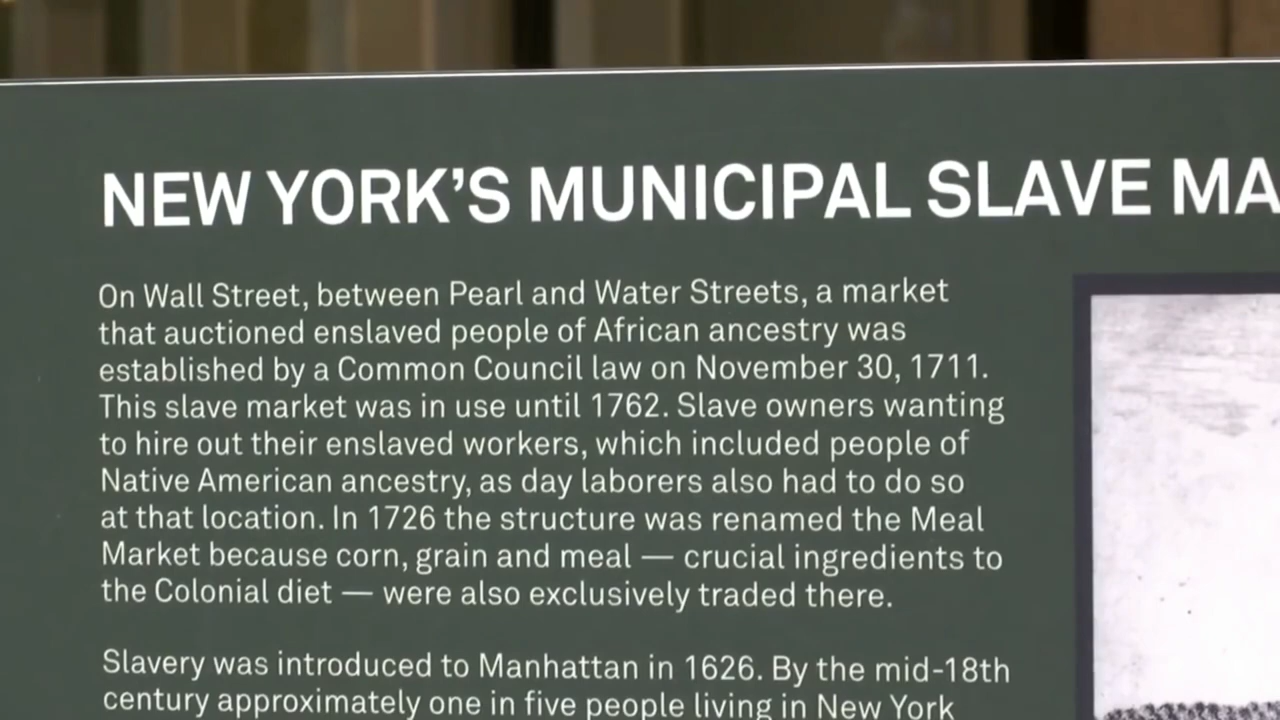 NEW YORK'S MUNICIPAL SLAVE MA
On Wall Street, between Pearl and Water Streets, a market
that auctioned enslaved people of African ancestry was
established by a Common Council law on November 30, 1711.
This slave market was in use until 1762. Slave owners wanting
to hire out their enslaved workers, which included people of
Native American ancestry, as day laborers also had to do so
at that location. In 1726 the structure was renamed the Meal
Market because corn, grain and meal — crucial ingredients to
the Colonial diet — were also exclusively traded there.
Slavery was introduced to Manhattan in 1626. By the mid-18th
century approximately one in five people living in New York